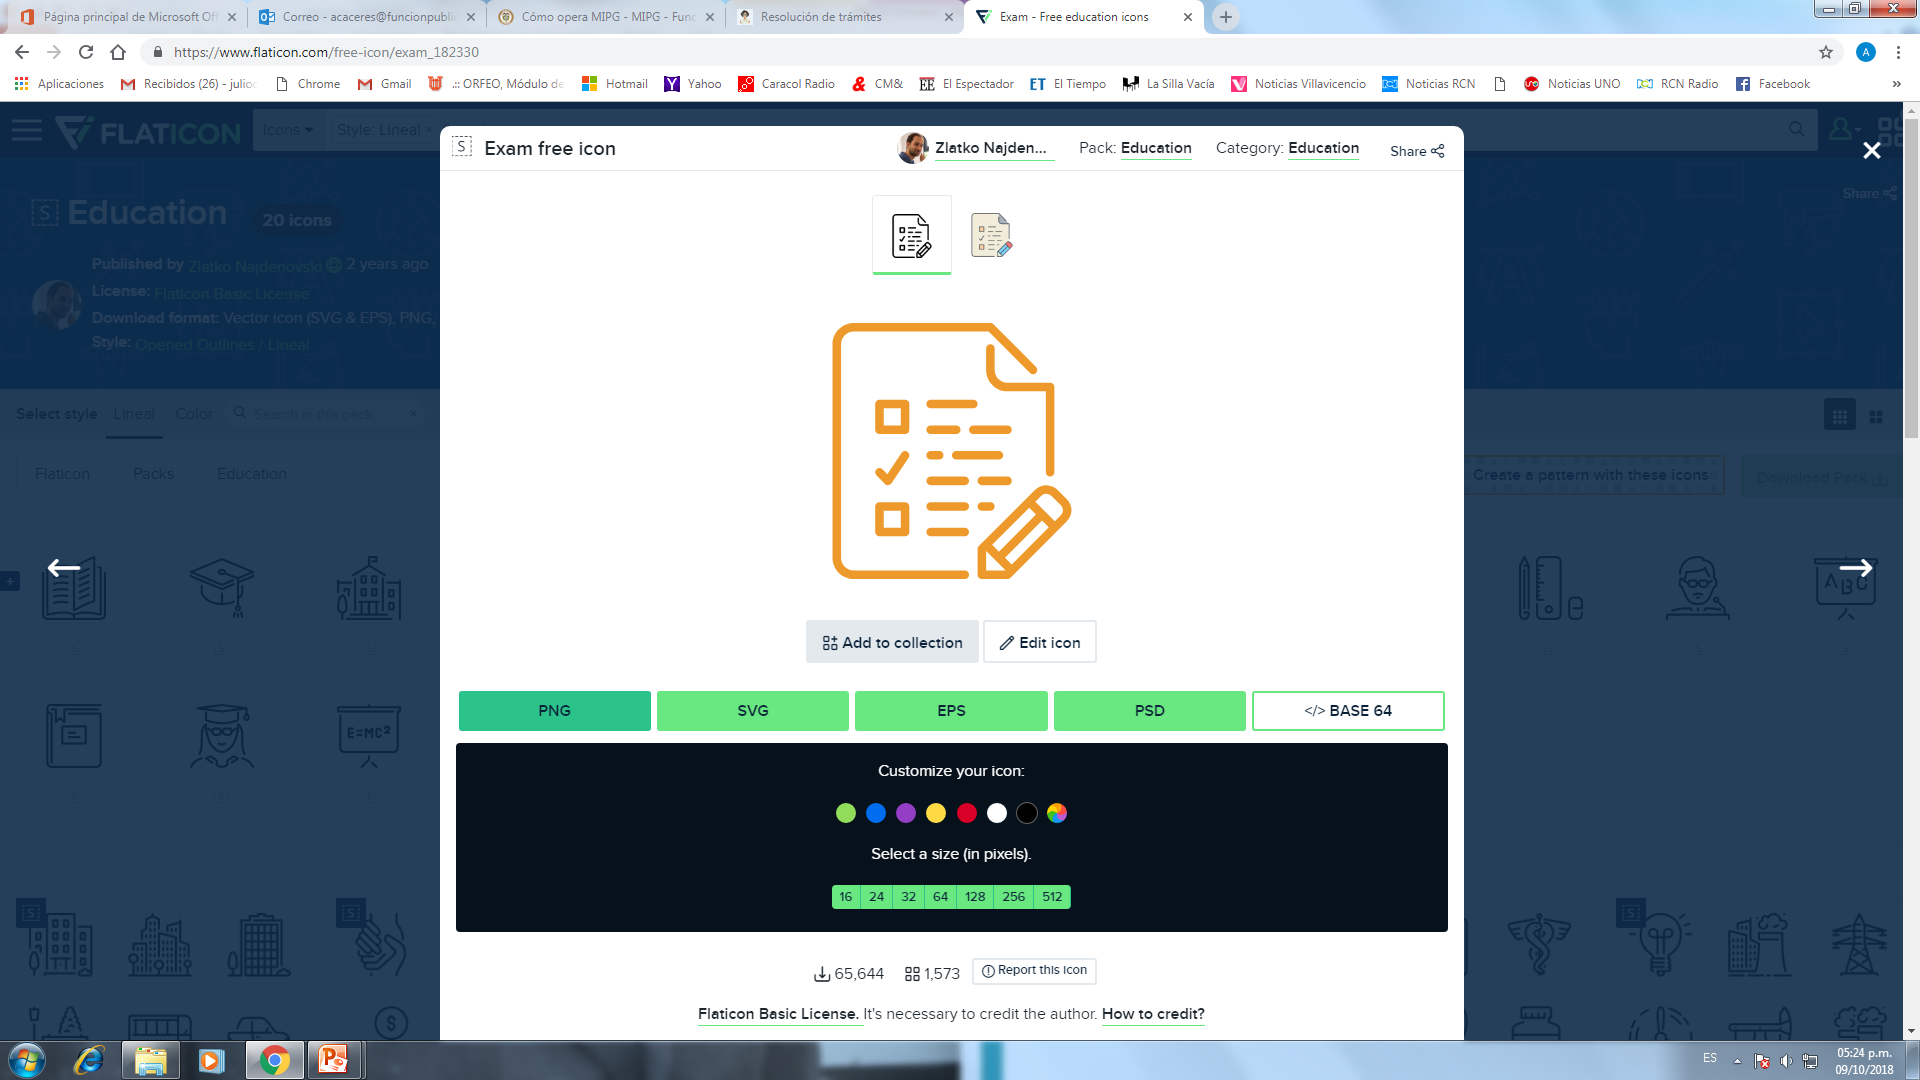 Página principal de Microsoft Of
Correo - acaceres@funcionpublic
Cómo opera MIPG - MIPG - Func
Resolución de trámites
Exam - Free education icons
https://www.flaticon.com/free-icon/exam_182330
A
Aplicaciones
Recibidos (26) - julioc
Chrome
Gmail
.:: ORFEO, Módulo de
Hotmail
Yahoo
Caracol Radio
CM&
EE El Espectador
ET El Tiempo
La Silla Vacía
Noticias Villavicencio
Noticias RCN
Noticias UNO
RCN Radio
Facebook
»
FLATICON
Icons
Style: Lineal ×
S Exam free icon
Zlatko Najden...
Pack: Education
Category: Education
Share
S Education
20 icons
Share
Published by Zlatko Najdenovski 2 years ago
License: Flaticon Basic License
Download format: Vector icon (SVG & EPS), PNG,
Style: Opened Outlines / Lineal
Select style
Lineal
Color
Search in this pack
×
Flaticon
Packs
Education
Create a pattern with these icons
Download Pack
ABC
Add to collection
Edit icon
PNG
SVG
EPS
PSD
</> BASE 64
E=MC²
Customize your icon:
Select a size (in pixels).
16 24 32 64 128 256 512
S
S
S
65,644
1,573
Report this icon
Flaticon Basic License. It's necessary to credit the author. How to credit?
ES
05:24 p.m.
09/10/2018